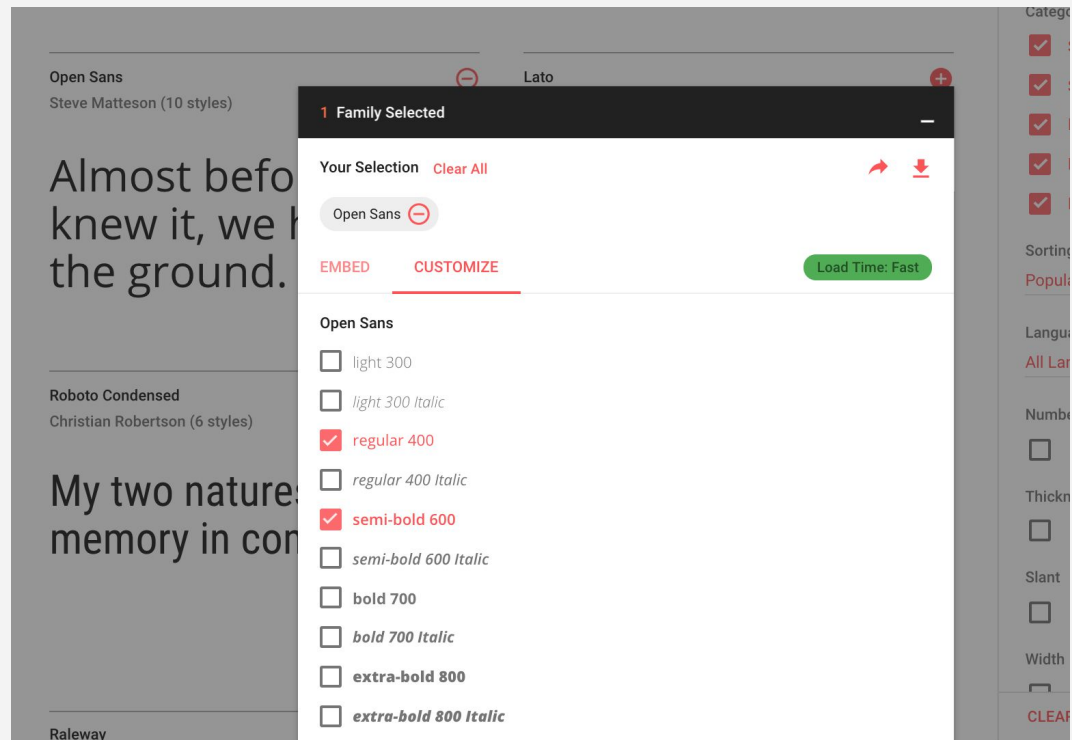 Open Sans
Steve Matteson (10 styles)
Almost befo
knew it, we
the ground.
Roboto Condensed
Christian Robertson (6 styles)
My two natures
memory in con
Raleway
Lato
1 Family Selected
Your Selection Clear All
Open Sans
EMBED CUSTOMIZE Load Time: Fast
Open Sans
light 300
light 300 Italic
regular 400
regular 400 Italic
semi-bold 600
semi-bold 600 Italic
bold 700
bold 700 Italic
extra-bold 800
extra-bold 800 Italic
Catego
Sorting
Popula
Langua
All Lan
Numbe
Thickn
Slant
Width
CLEAR